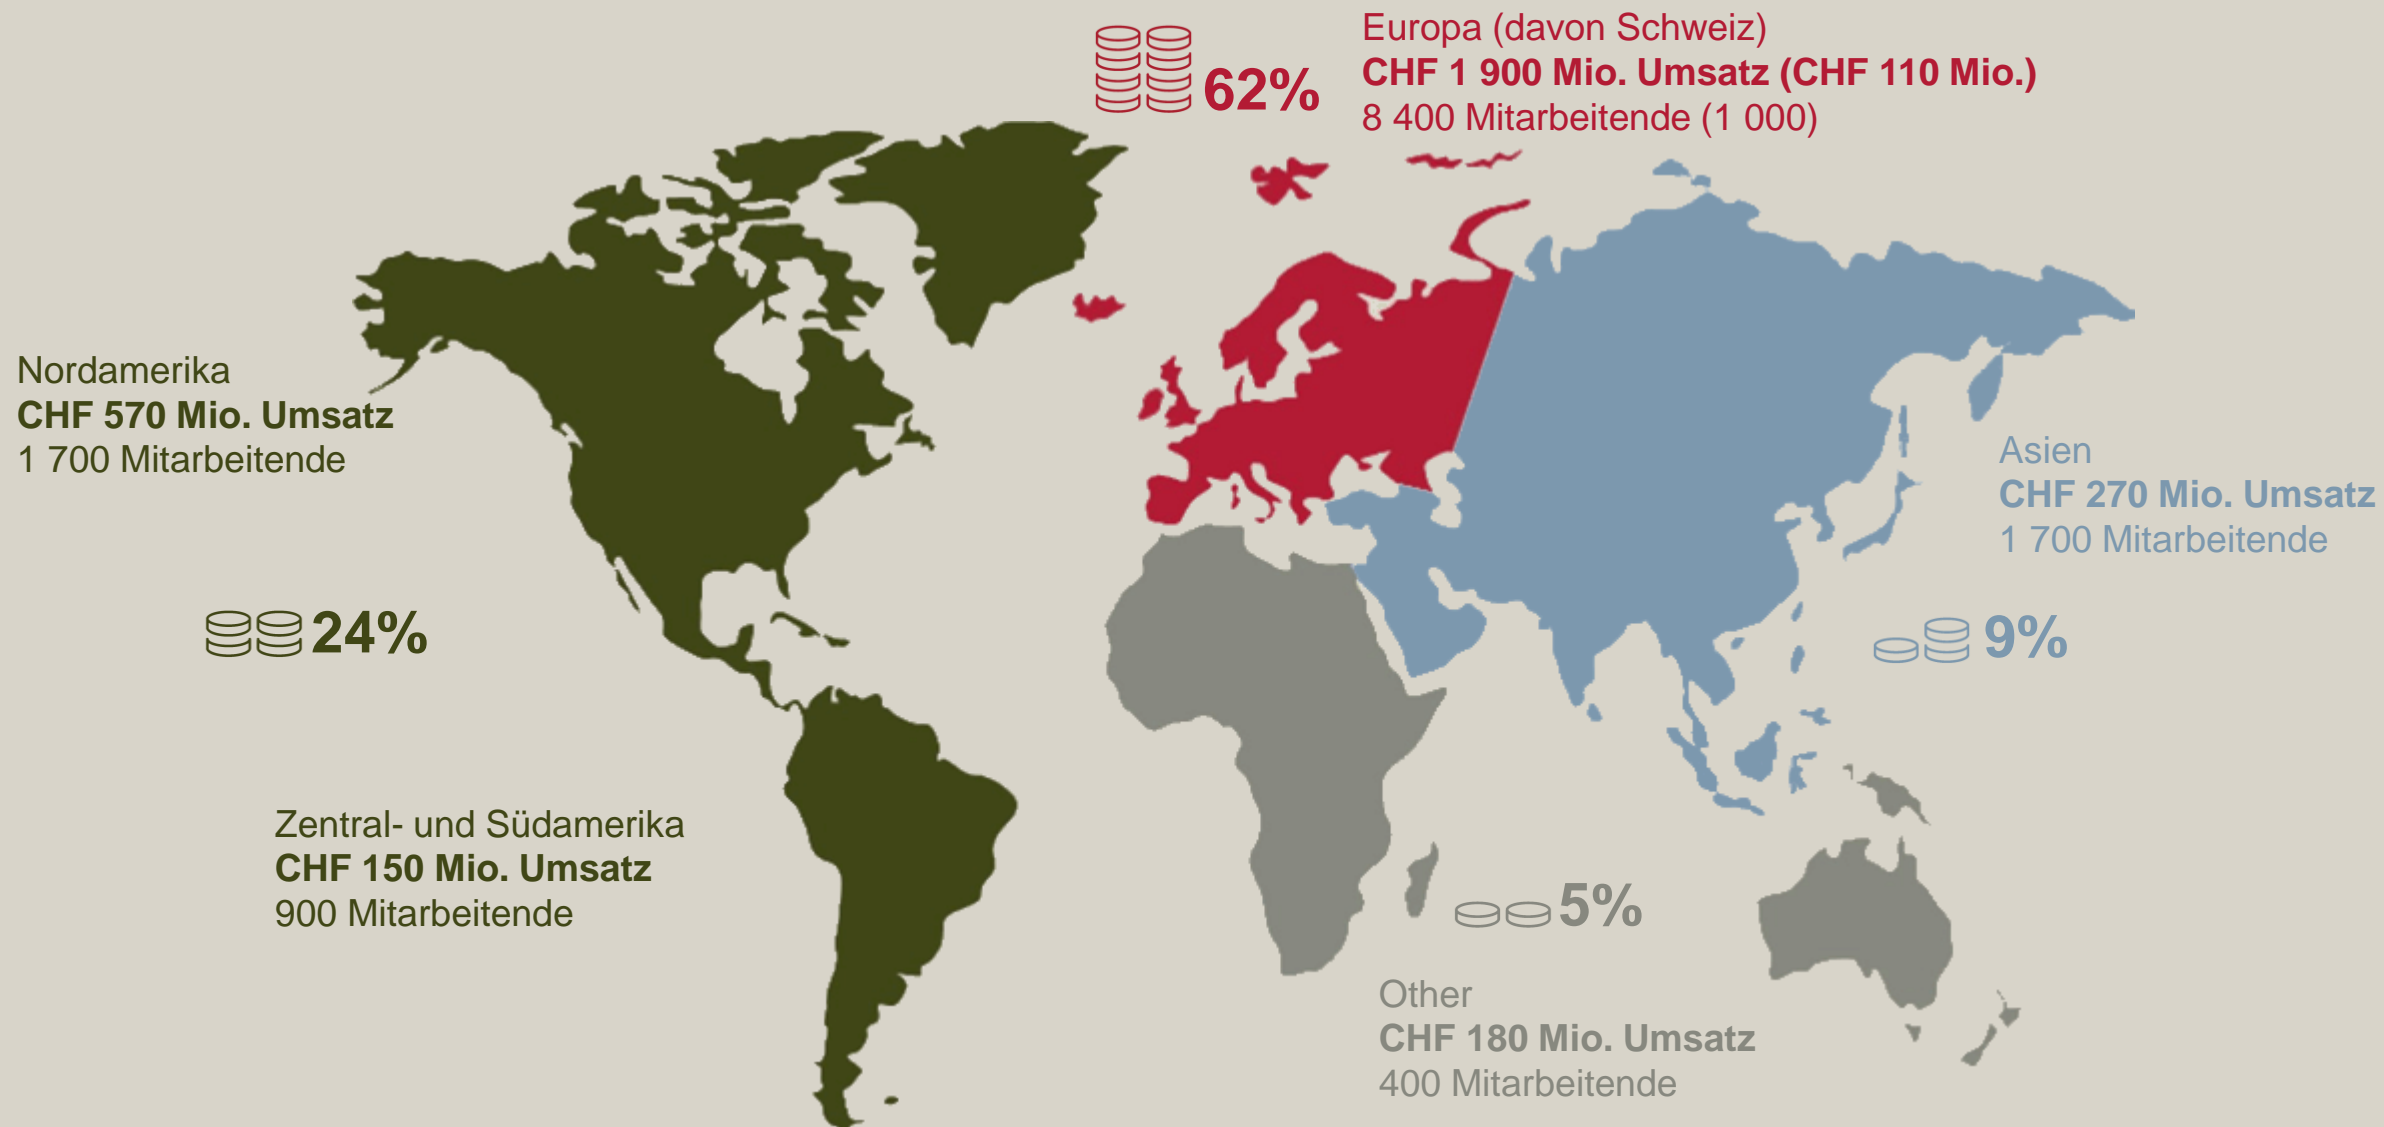 62%
Europa (davon Schweiz)
CHF 1 900 Mio. Umsatz (CHF 110 Mio.)
8 400 Mitarbeitende (1 000)
Nordamerika
CHF 570 Mio. Umsatz
1 700 Mitarbeitende
Asien
CHF 270 Mio. Umsatz
1 700 Mitarbeitende
24%
9%
Zentral- und Südamerika
CHF 150 Mio. Umsatz
900 Mitarbeitende
5%
Other
CHF 180 Mio. Umsatz
400 Mitarbeitende